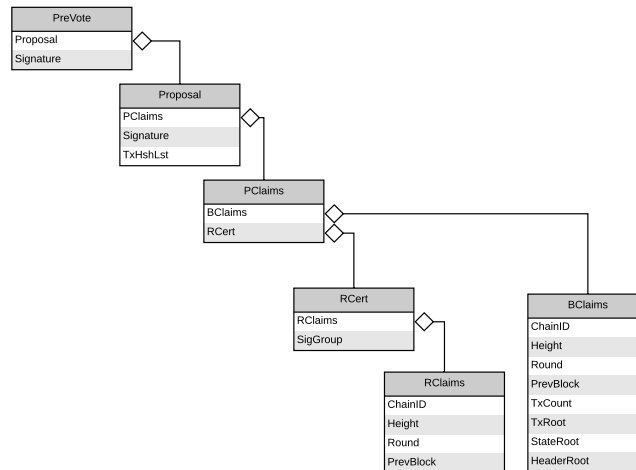 PreVote
Proposal
Signature
Proposal
PClaims
Signature
TxHshLst
PClaims
BClaims
RCert
RCert
RClaims
SigGroup
BClaims
ChainID
Height
Round
PrevBlock
TxCount
TxRoot
StateRoot
HeaderRoot
RClaims
ChainID
Height
Round
PrevBlock